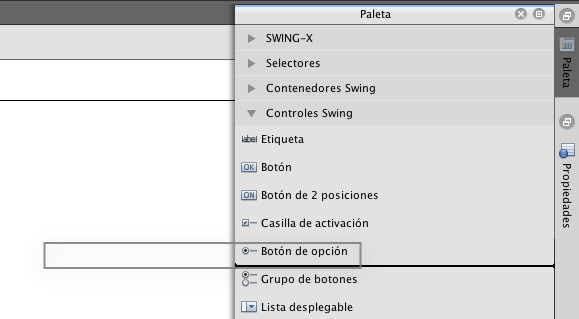 Paleta
SWING-X
Selectores
Contenedores Swing
Controles Swing
label Etiqueta
OK Botón
ON Botón de 2 posiciones
Casilla de activación
Botón de opción
Grupo de botones
Lista desplegable
Paleta
Propiedades